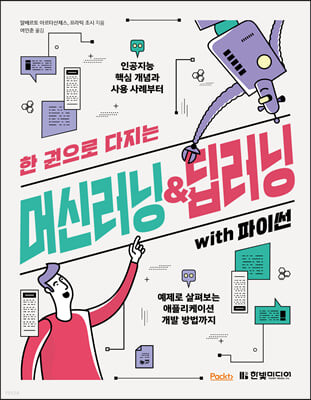 알베르토 아르타산체스, 프라틱 조시 지음
여인춘 옮김
인공지능
핵심 개념과
사용 사례부터
한 권으로 다지는
머신러닝&딥러닝
with 파이썬
예제로 살펴보는
애플리케이션
개발 방법까지
Packt>
한빛미디어